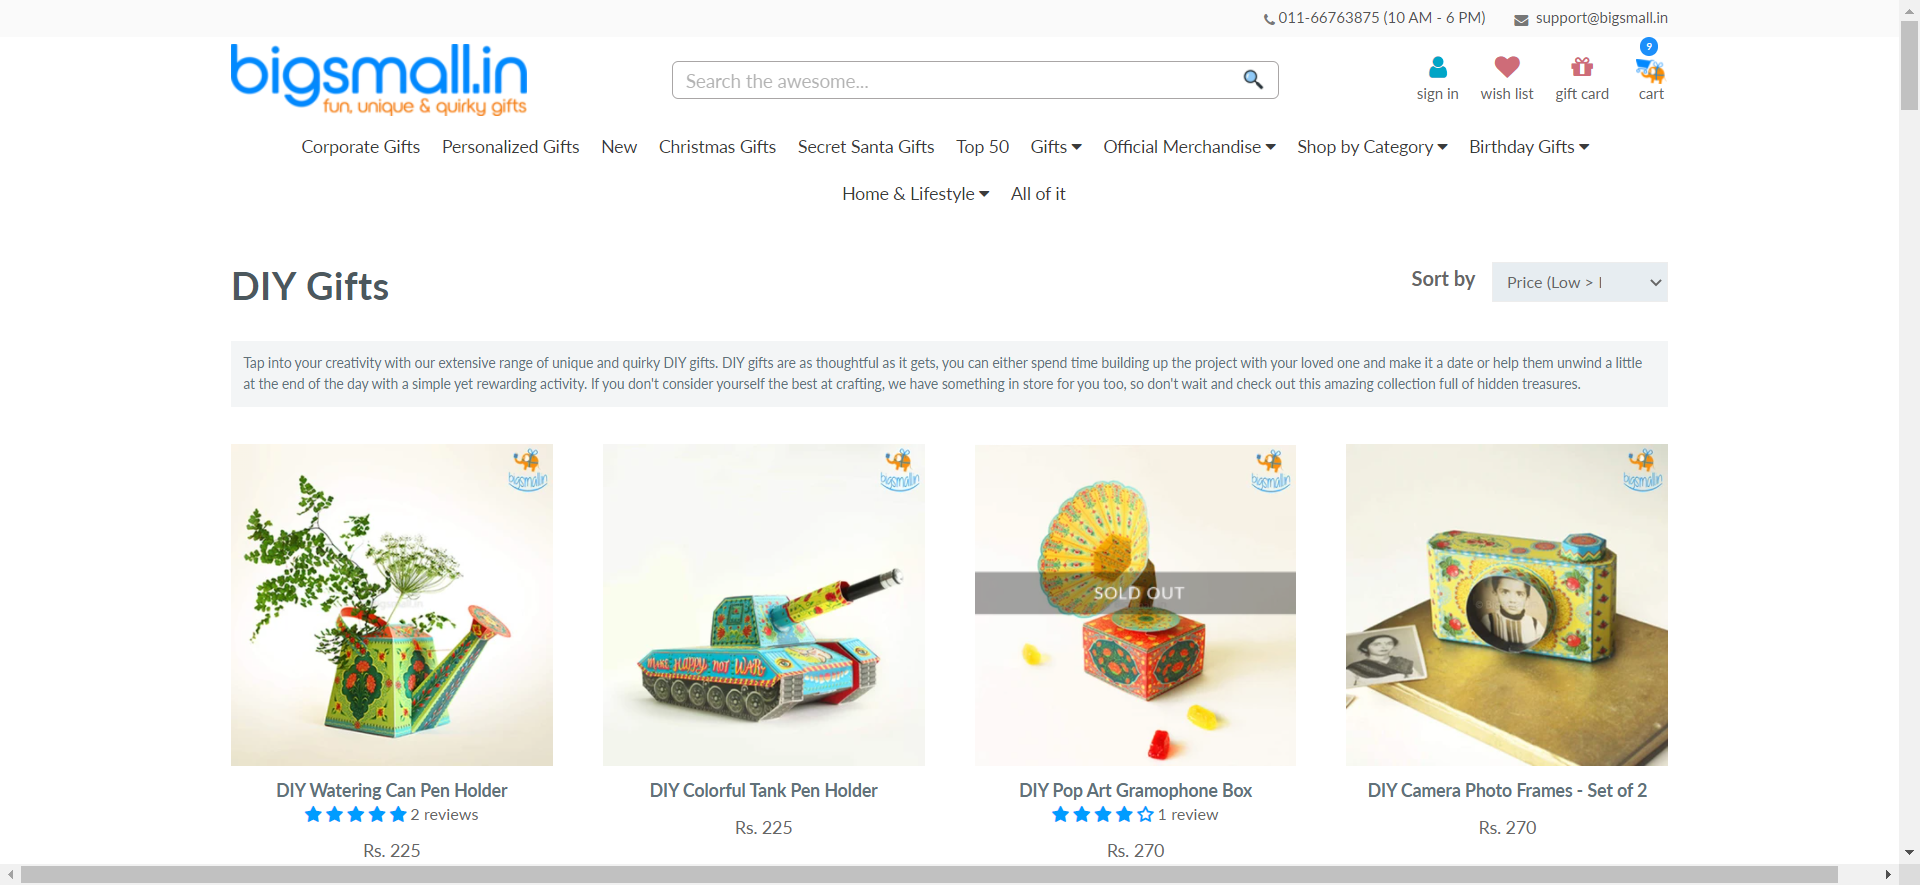 011-66763875 (10 AM - 6 PM) support@bigsmall.in
bigsmall.in
fun, unique & quirky gifts
Search the awesome...
9
sign in wish list gift card cart
Corporate Gifts Personalized Gifts New Christmas Gifts Secret Santa Gifts Top 50 Gifts Official Merchandise Shop by Category Birthday Gifts
Home & Lifestyle All of it
DIY Gifts
Sort by Price (Low >
Tap into your creativity with our extensive range of unique and quirky DIY gifts. DIY gifts are as thoughtful as it gets, you can either spend time building up the project with your loved one and make it a date or help them unwind a little
at the end of the day with a simple yet rewarding activity. If you don't consider yourself the best at crafting, we have something in store for you too, so don't wait and check out this amazing collection full of hidden treasures.
bigsmall.in bigsmall.in bigsmall.in bigsmall.in
SOLD OUT
MAKE HAPPY NOT WAR
DIY Watering Can Pen Holder
2 reviews
Rs. 225
DIY Colorful Tank Pen Holder
Rs. 225
DIY Pop Art Gramophone Box
1 review
Rs. 270
DIY Camera Photo Frames - Set of 2
Rs. 270